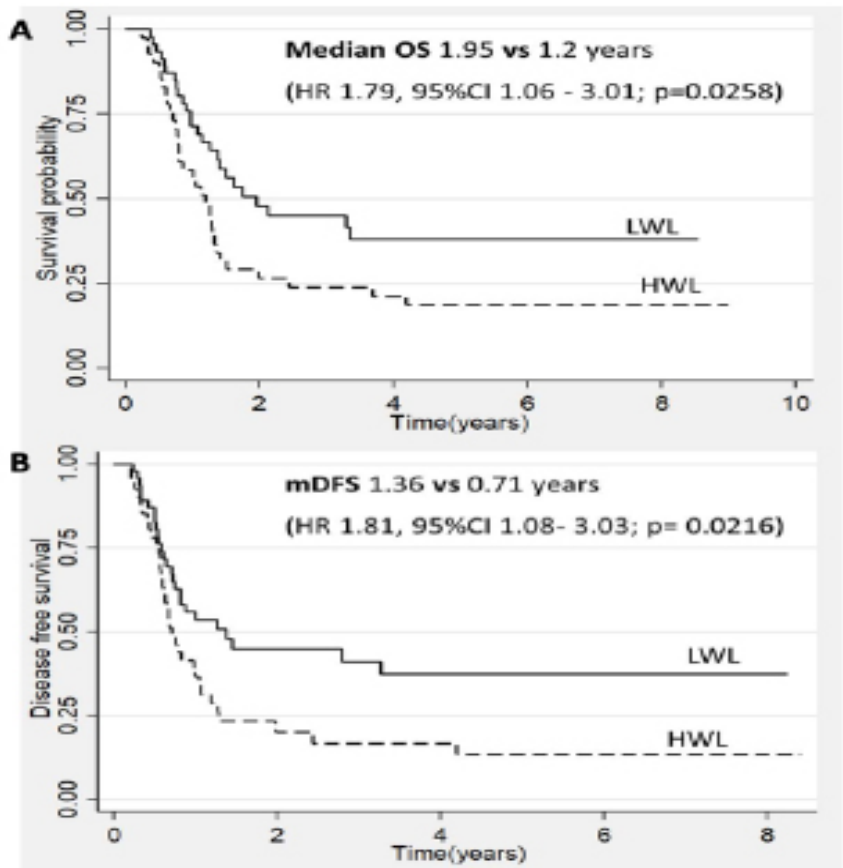 A
Median OS 1.95 vs 1.2 years
(HR 1.79, 95%CI 1.06 - 3.01; p=0.0258)
Survival probability
1.00
0.75
0.50
0.25
0.00
LWL
HWL
0 2 4 6 8 10
Time(years)
B
mDFS 1.36 vs 0.71 years
(HR 1.81, 95%CI 1.08- 3.03; p= 0.0216)
Disease free survival
1.00
0.75
0.50
0.25
0.00
LWL
HWL
0 2 4 6 8
Time(years)